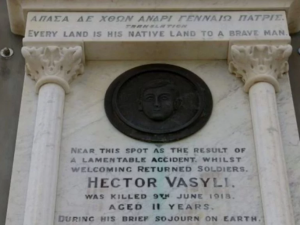 ΑΠΑΣΑ ΔΕ ΧΘΩΝ ΑΝΔΡΙ ΓΕΝΝΑΙΩ ΠΑΤΡΙΣ.
TRANSLATION
EVERY LAND IS HIS NATIVE LAND TO A BRAVE MAN.
NEAR THIS SPOT AS THE RESULT OF
A LAMENTABLE ACCIDENT, WHILST
WELCOMING RETURNED SOLDIERS,
HECTOR VASYLI.
WAS KILLED 9TH JUNE 1918.
AGED 11 YEARS.
DURING HIS BRIEF SOJOURN ON EARTH,